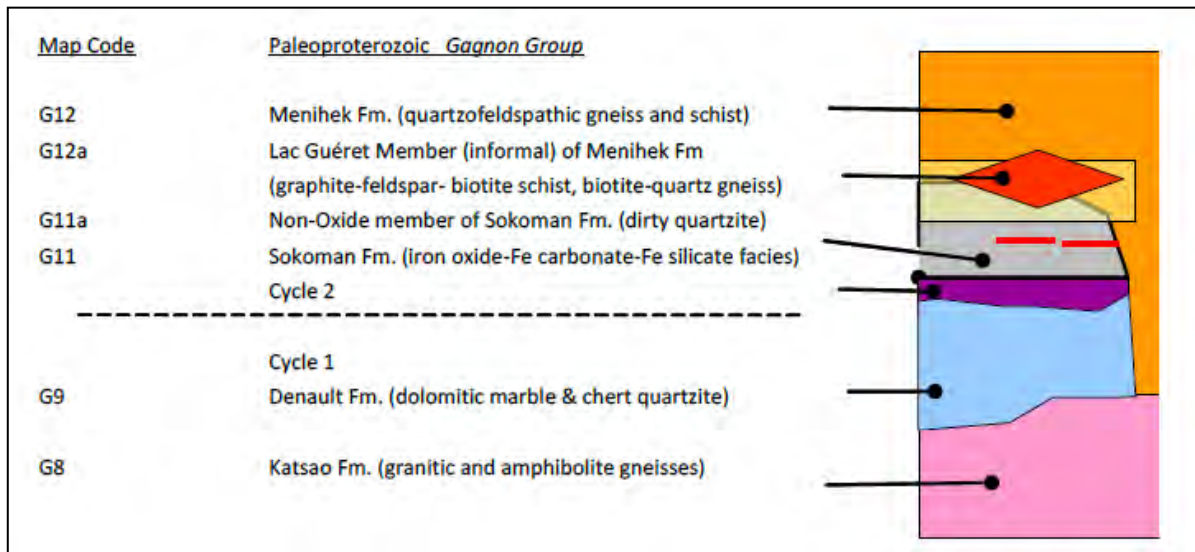 Map Code Paleoproterozoic Gagnon Group
G12 Menihek Fm. (quartzofeldspathic gneiss and schist)
G12a Lac Guéret Member (informal) of Menihek Fm
(graphite-feldspar- biotite schist, biotite-quartz gneiss)
G11a Non-Oxide member of Sokoman Fm. (dirty quartzite)
G11 Sokoman Fm. (iron oxide-Fe carbonate-Fe silicate facies)
Cycle 2
Cycle 1
G9 Denault Fm. (dolomitic marble & chert quartzite)
G8 Katsao Fm. (granitic and amphibolite gneisses)